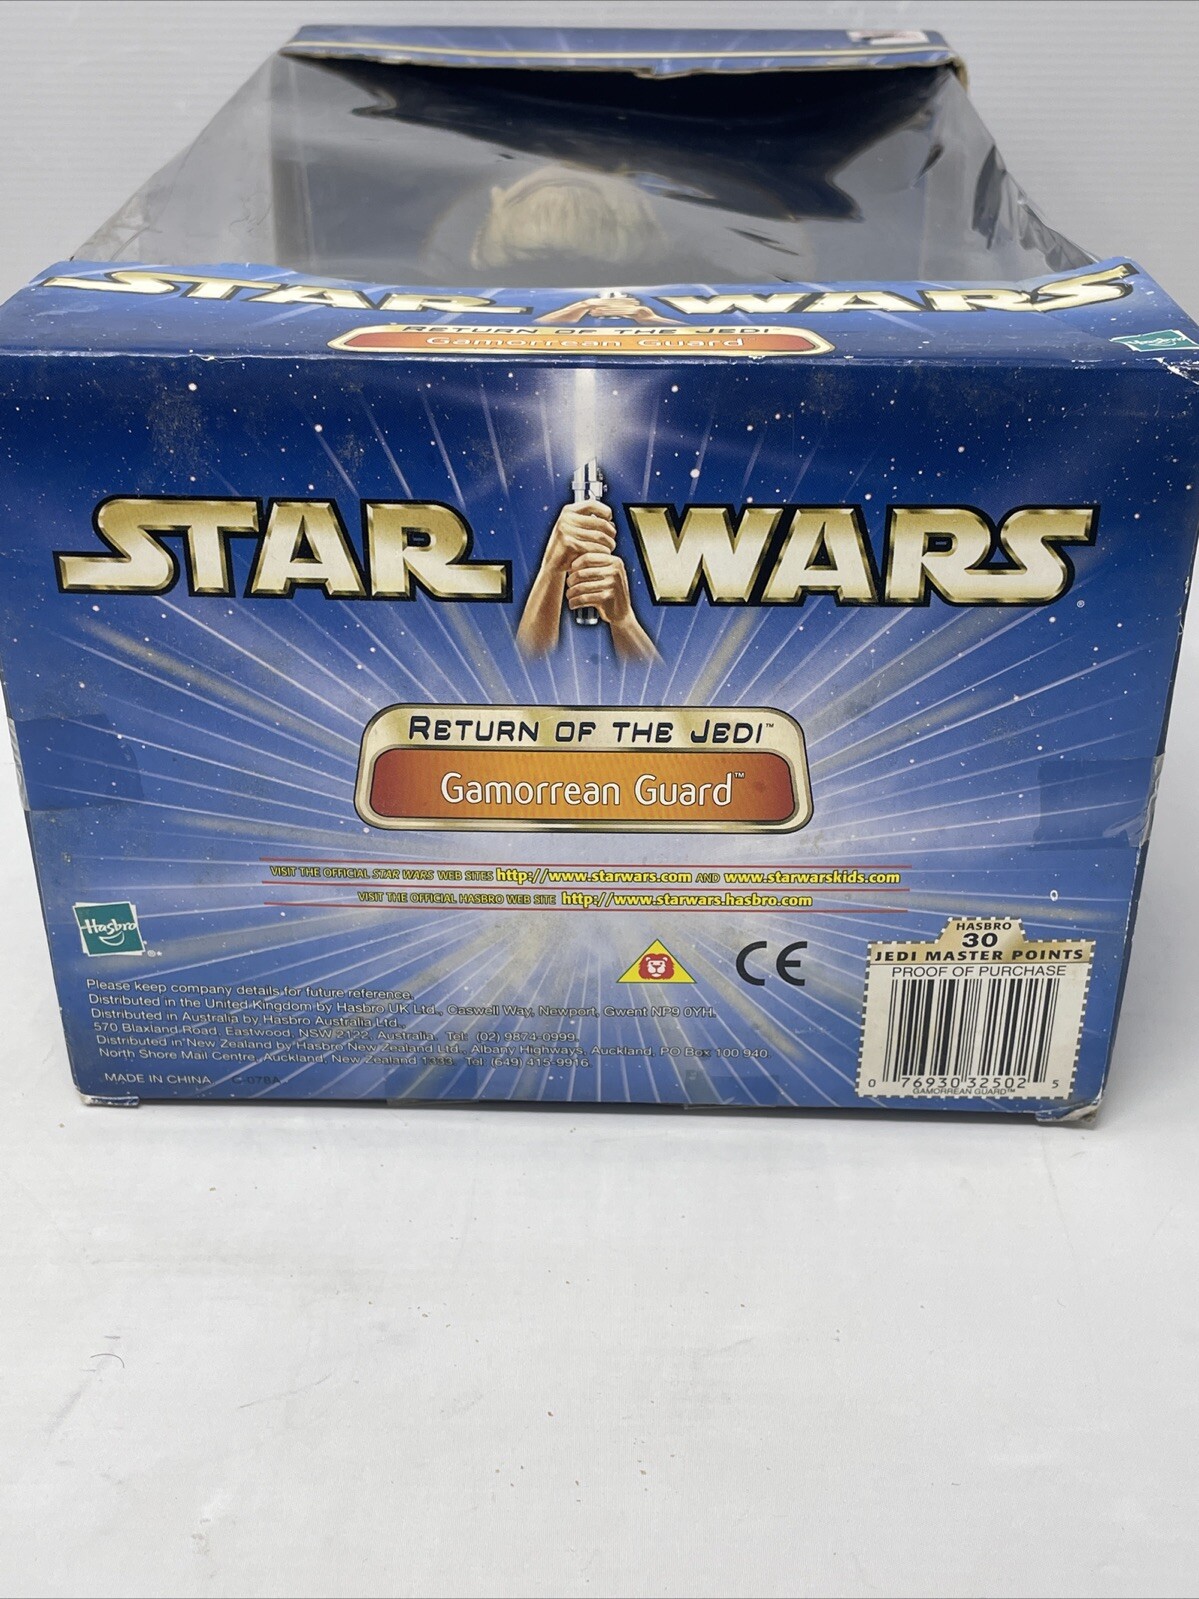 STAR WARS
RETURN OF THE JEDI
Gamorrean Guard
Hasbro
STAR WARS®
RETURN OF THE JEDI™
Gamorrean Guard™
VISIT THE OFFICIAL STAR WARS WEB SITES http://www.starwars.com AND www.starwarskids.com
VISIT THE OFFICIAL HASBRO WEB SITE http://www.starwars.hasbro.com
Hasbro®
CE
HASBRO
30
JEDI MASTER POINTS
PROOF OF PURCHASE
0 76930 32502 5
GAMORREAN GUARD™
Please keep company details for future reference.
Distributed in the United Kingdom by Hasbro UK Ltd., Caswell Way, Newport, Gwent NP9 0YH.
Distributed in Australia by Hasbro Australia Ltd.,
570 Blaxland Road, Eastwood, NSW 2122, Australia. Tel: (02) 9874-0999.
Distributed in New Zealand by Hasbro New Zealand Ltd., Albany Highways, Auckland, PO Box 100 940
North Shore Mail Centre, Auckland, New Zealand 1333. Tel: (649) 415-9916.
MADE IN CHINA C-078A